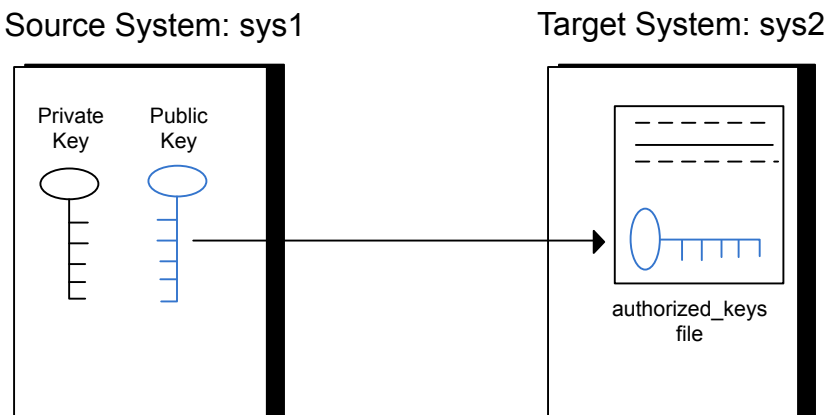 Source System: sys1
Target System: sys2
Private
Key
Public
Key
authorized_keys
file